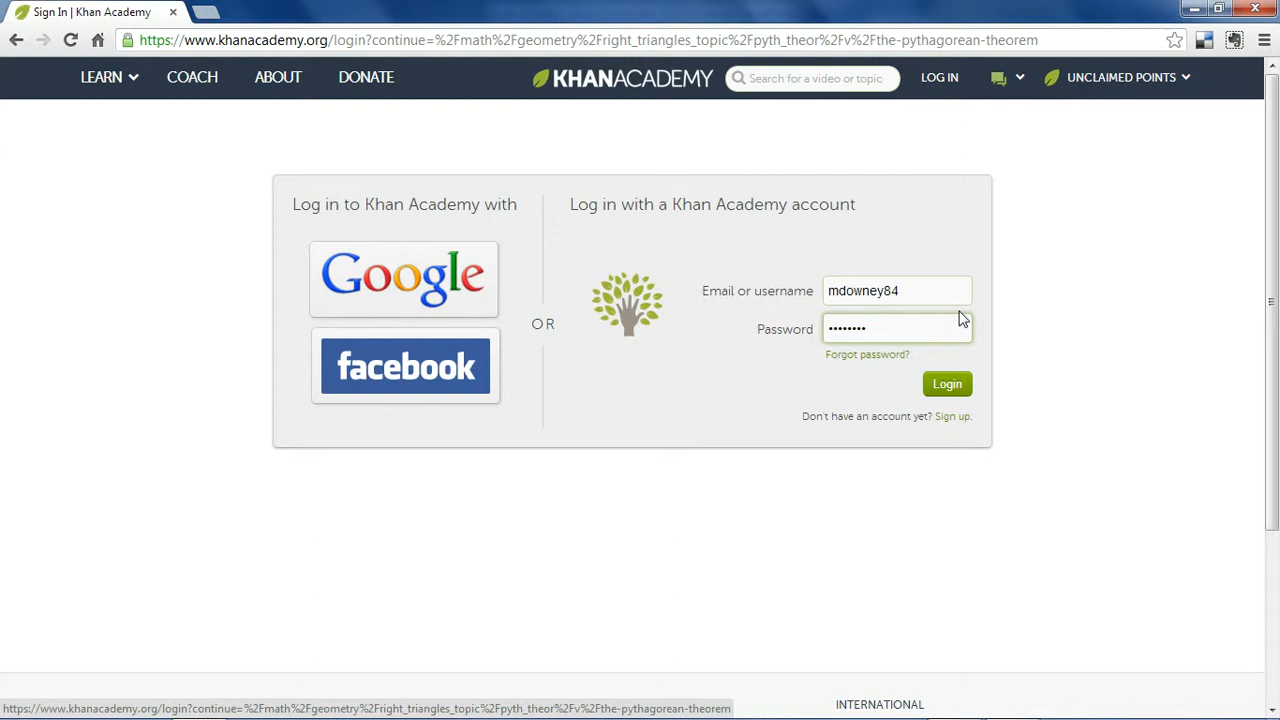 Sign In | Khan Academy
https://www.khanacademy.org/login?continue=%2Fmath%2Fgeometry%2Fright_triangles_topic%2Fpyth_theor%2Fv%2Fthe-pythagorean-theorem
LEARN COACH ABOUT DONATE KHANACADEMY Search for a video or topic LOG IN UNCLAIMED POINTS
Log in to Khan Academy with
Google
facebook
OR
Log in with a Khan Academy account
Email or username mdowney84
Password ••••••••
Forgot password?
Login
Don't have an account yet? Sign up.
INTERNATIONAL
https://www.khanacademy.org/login?continue=%2Fmath%2Fgeometry%2Fright_triangles_topic%2Fpyth_theor%2Fv%2Fthe-pythagorean-theorem